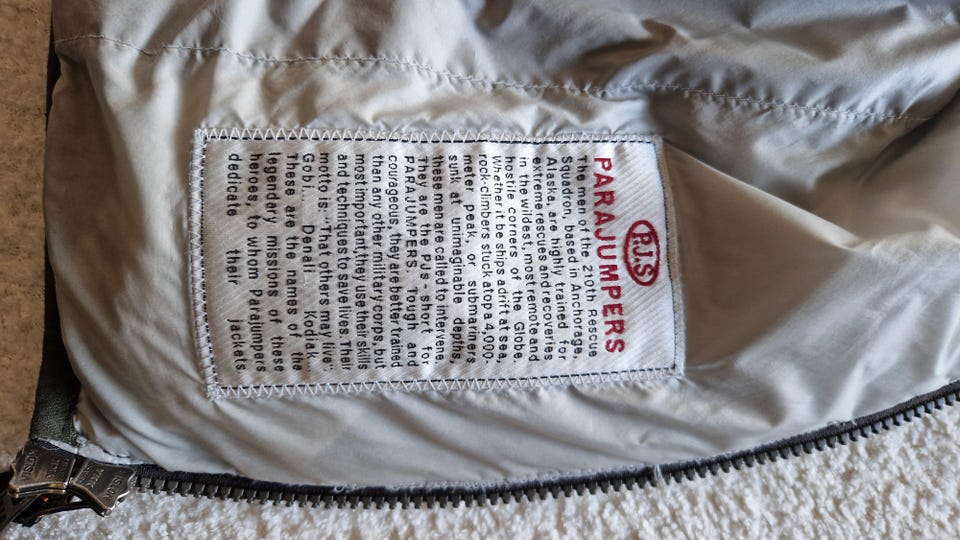 P.J.S
PARAJUMPERS
The men of the 210th Rescue
Squadron, based in Anchorage,
Alaska, are highly trained for
extreme rescues and recoveries
in the wildest, most remote and
hostile corners of the Globe.
Whether it be ships adrift at sea,
rock-climbers stuck atop a 4,000-
meter peak, or submariners
sunk at unimaginable depths,
these men are called to intervene.
They are the PJs - short for
PARAJUMPERS. Tough and
courageous, they are better trained
than any other military corps, but
most important, they use their skills
and techniques to save lives. Their
motto is: "That others may live"
Gobi... Denali... Kodiak...
These are the names of the
legendary missions of these
heroes, to whom Parajumpers
dedicate their jackets